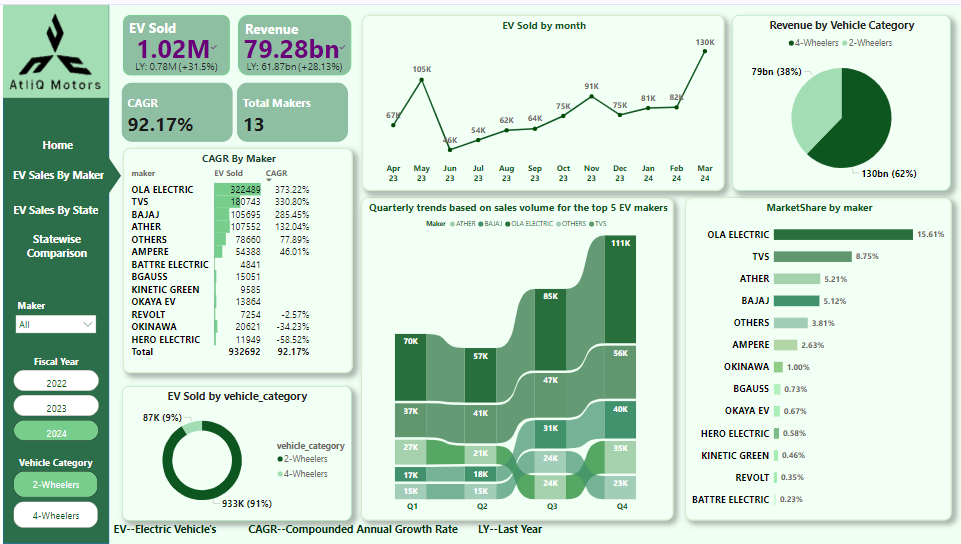 AtliQ Motors
Home
EV Sales By Maker
EV Sales By State
Statewise
Comparison
Maker
All
Fiscal Year
2022
2023
2024
Vehicle Category
2-Wheelers
4-Wheelers
EV Sold
1.02M
LY: 0.78M (+31.5%)
Revenue
79.28bn
LY: 61.87bn (+28.13%)
CAGR
92.17%
Total Makers
13
CAGR By Maker
maker EV Sold CAGR
OLA ELECTRIC 322489 373.22%
TVS 180743 330.80%
BAJAJ 105695 285.45%
ATHER 107552 132.04%
OTHERS 78660 77.89%
AMPERE 54388 46.01%
BATTRE ELECTRIC 4841
BGAUSS 15051
KINETIC GREEN 9585
OKAYA EV 13864
REVOLT 7254 -2.57%
OKINAWA 20621 -34.23%
HERO ELECTRIC 11949 -58.52%
Total 932692 92.17%
EV Sold by vehicle_category
87K (9%)
933K (91%)
vehicle_category
2-Wheelers
4-Wheelers
EV Sold by month
67K 105K 46K 54K 62K 64K 75K 91K 75K 81K 82K 130K
Apr May Jun Jul Aug Sep Oct Nov Dec Jan Feb Mar
23 23 23 23 23 23 23 23 23 24 24 24
Revenue by Vehicle Category
4-Wheelers 2-Wheelers
79bn (38%)
130bn (62%)
Quarterly trends based on sales volume for the top 5 EV makers
Maker ATHER BAJAJ OLA ELECTRIC OTHERS TVS
70K 57K 85K 111K
37K 41K 47K 56K
27K 21K 31K 40K
17K 18K 24K 35K
15K 15K 24K 23K
Q1 Q2 Q3 Q4
MarketShare by maker
OLA ELECTRIC 15.61%
TVS 8.75%
ATHER 5.21%
BAJAJ 5.12%
OTHERS 3.81%
AMPERE 2.63%
OKINAWA 1.00%
BGAUSS 0.73%
OKAYA EV 0.67%
HERO ELECTRIC 0.58%
KINETIC GREEN 0.46%
REVOLT 0.35%
BATTRE ELECTRIC 0.23%
EV--Electric Vehicle's CAGR--Compounded Annual Growth Rate LY--Last Year